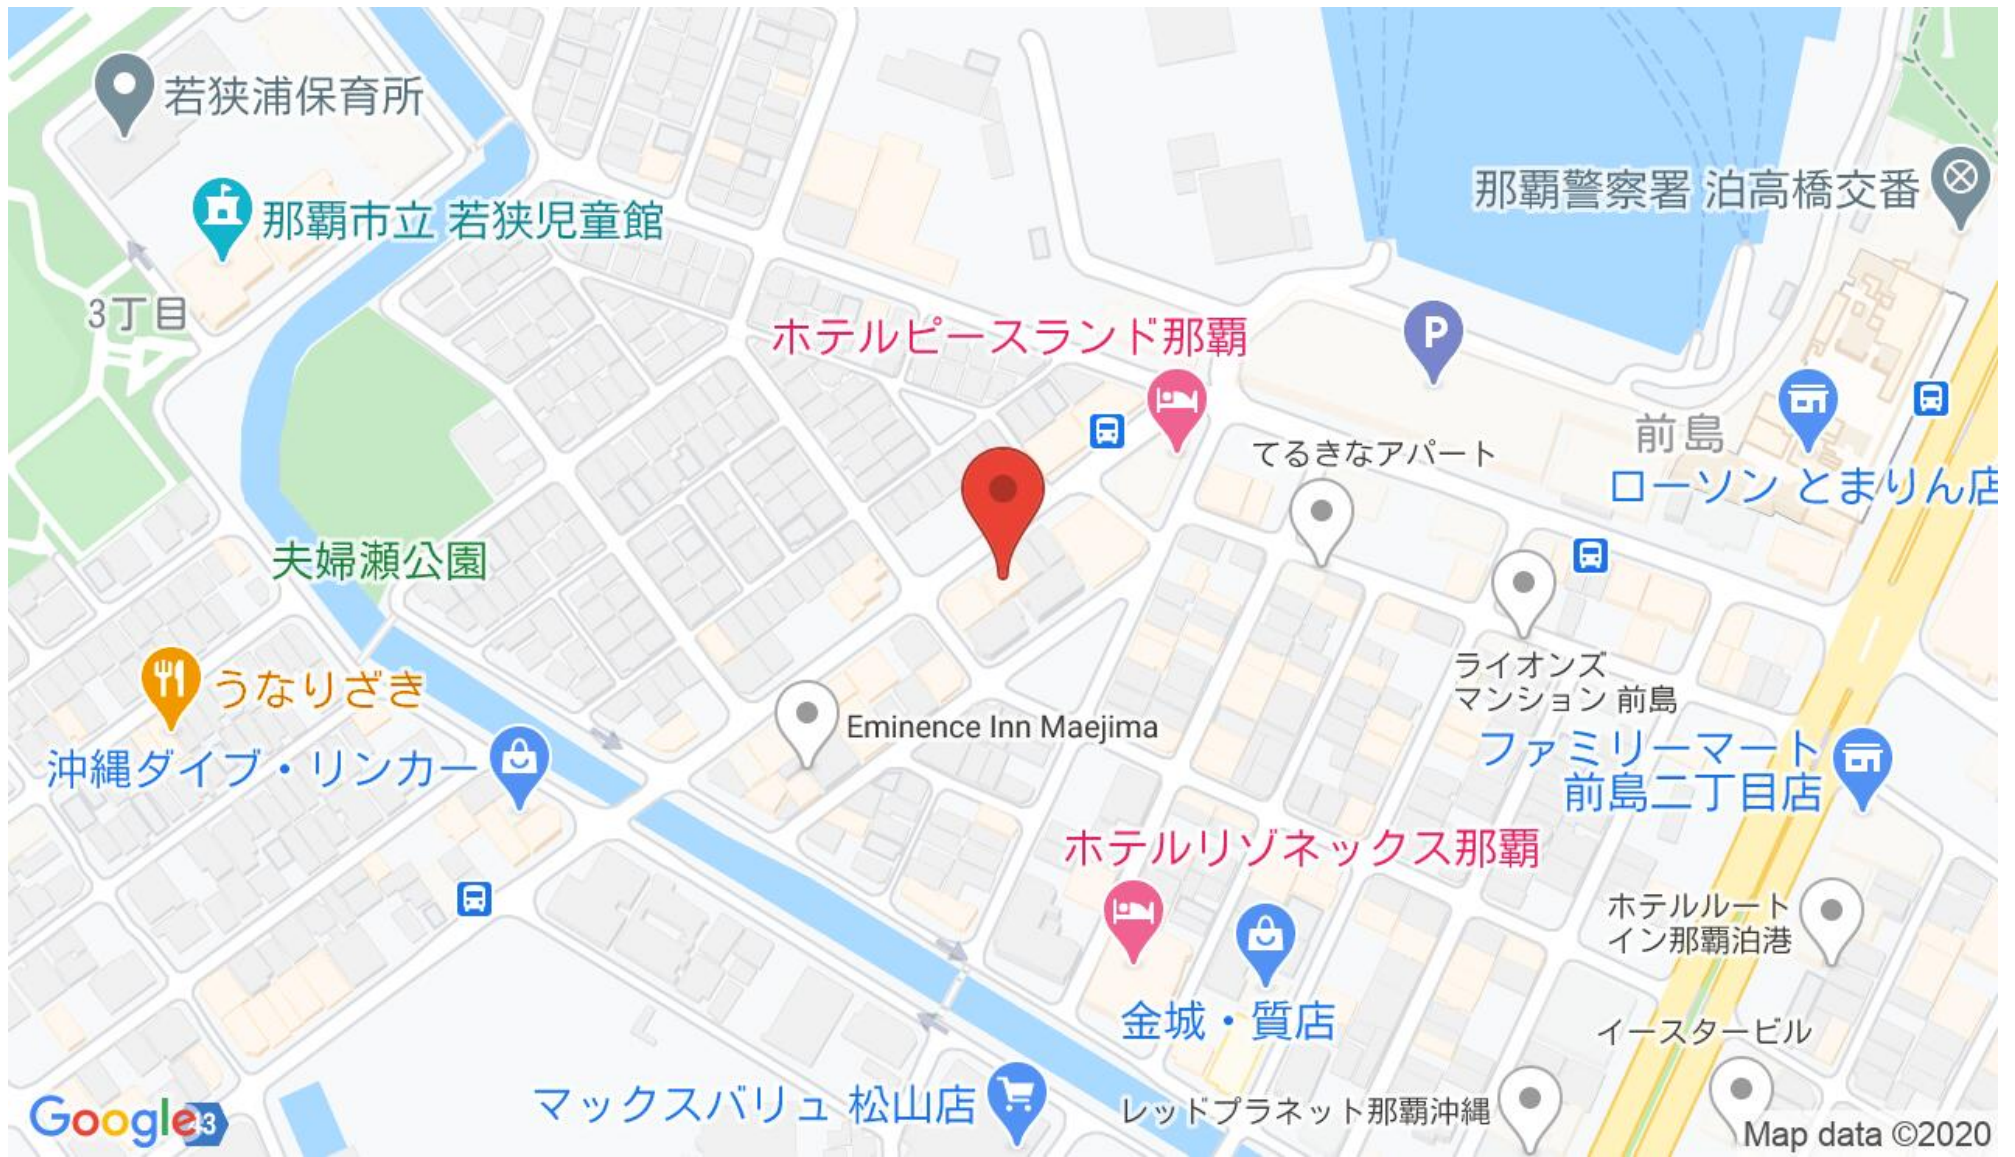 若狭浦保育所
那覇市立 若狭児童館
那覇警察署 泊高橋交番
3丁目
ホテルピースランド那覇
P
前島
てるきなアパート
ローソン とまりん店
夫婦瀬公園
うなりざき
ライオンズ
マンション 前島
Eminence Inn Maejima
沖縄ダイブ・リンカー
ファミリーマート
前島二丁目店
ホテルリゾネックス那覇
ホテルルート
イン那覇泊港
金城・質店
イースタービル
マックスバリュ 松山店
レッドプラネット那覇沖縄
Google
43
Map data ©2020